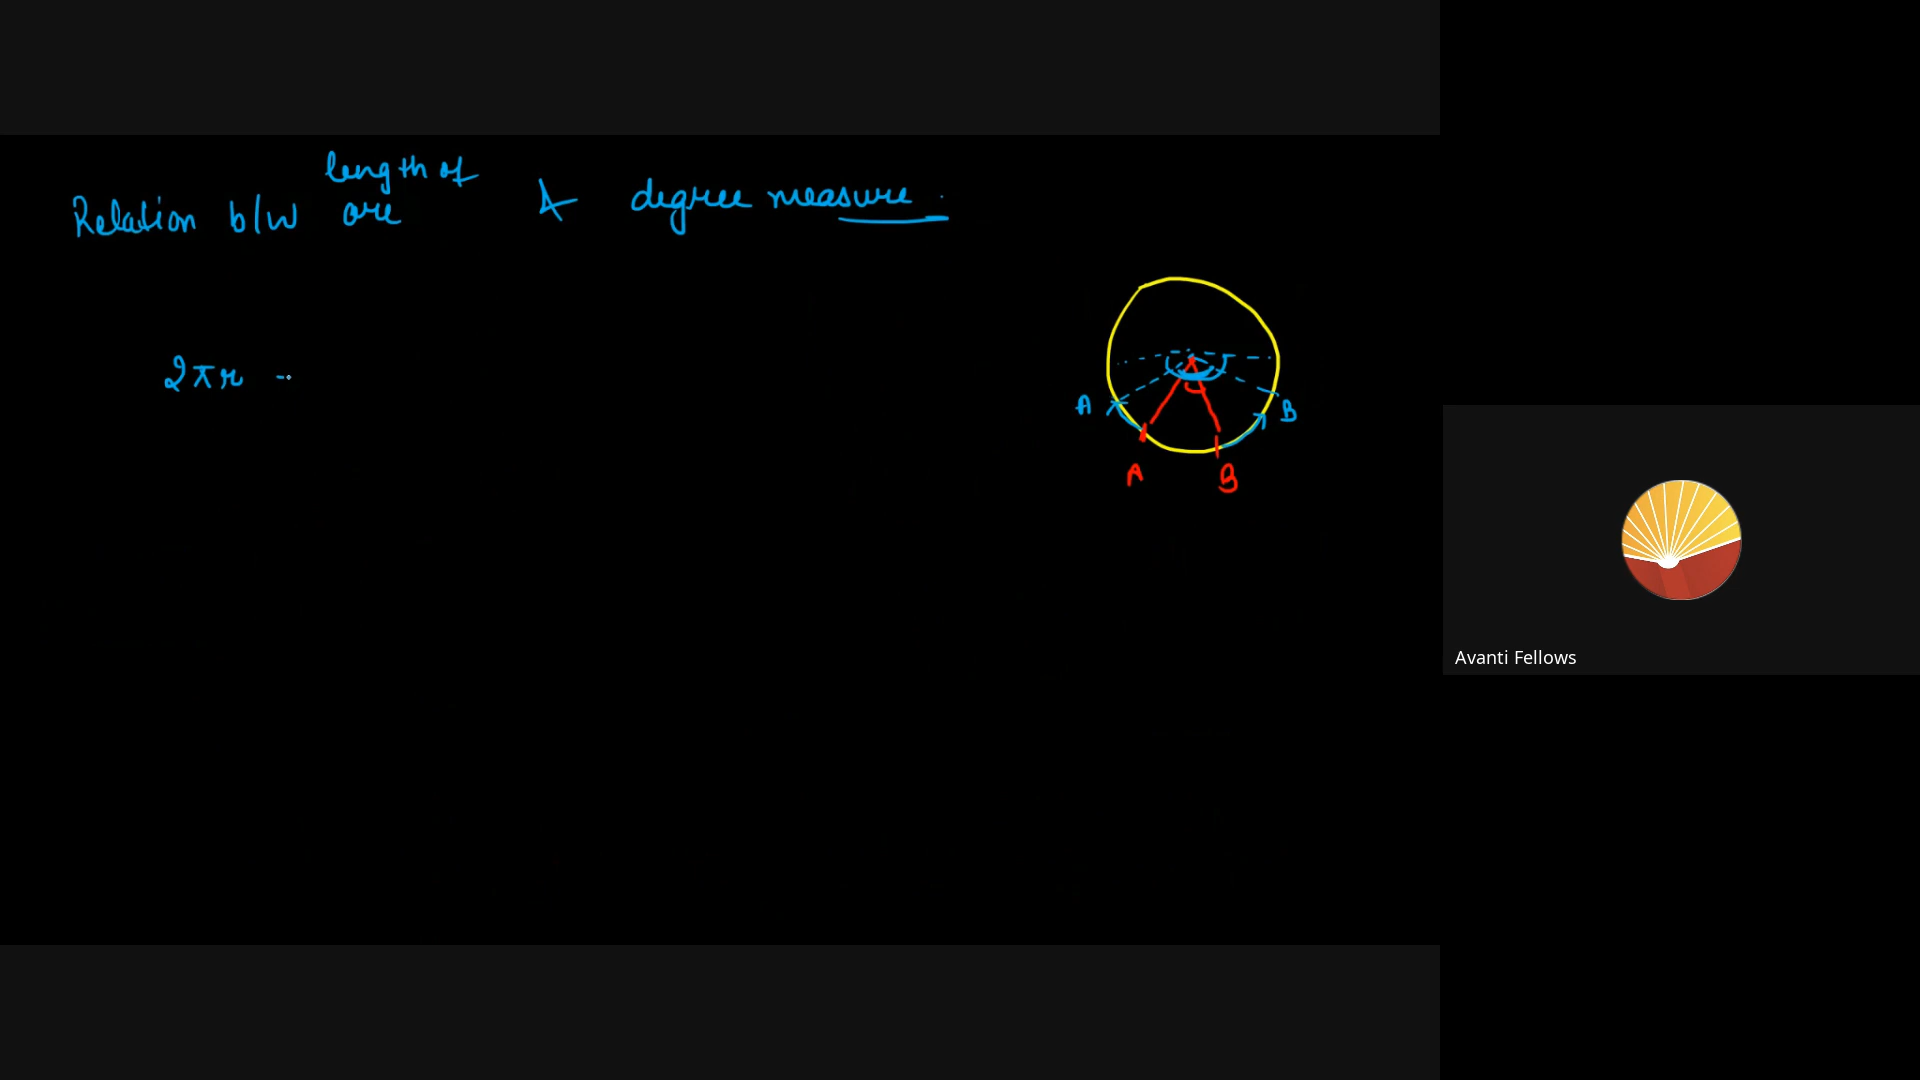 length of
Relation b/w arc & degree measure.
2πr -
A B
A B
Avanti Fellows